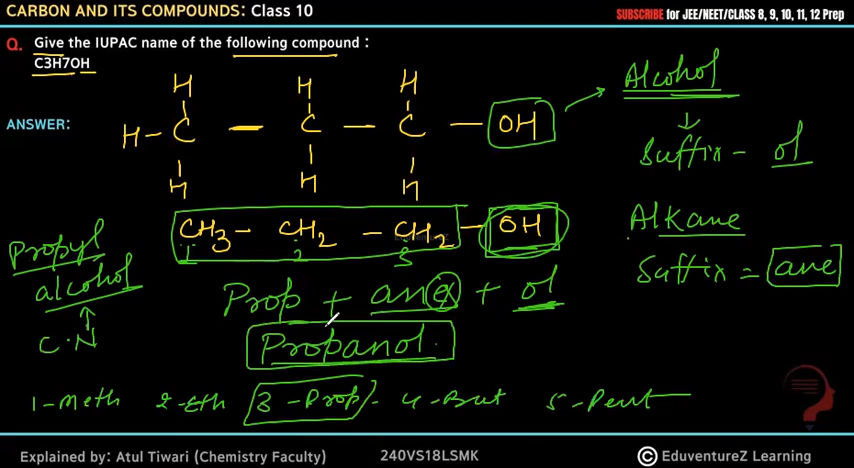 CARBON AND ITS COMPOUNDS: Class 10
SUBSCRIBE for JEE/NEET/CLASS 8, 9, 10, 11, 12 Prep
Q. Give the IUPAC name of the following compound :
C3H7OH
ANSWER:
H H H
H - C - C - C - OH
H H H
CH3 - CH2 - CH2 - OH
1 2 3
Alcohol
Suffix - ol
Alkane
Suffix = ane
Propyl
alcohol
C.N
Prop + ane + ol
Propanol.
1-Meth 2-Eth 3-Prop 4-But 5-Pent
Explained by: Atul Tiwari (Chemistry Faculty)
240VS18LSMK
© EduventureZ Learning